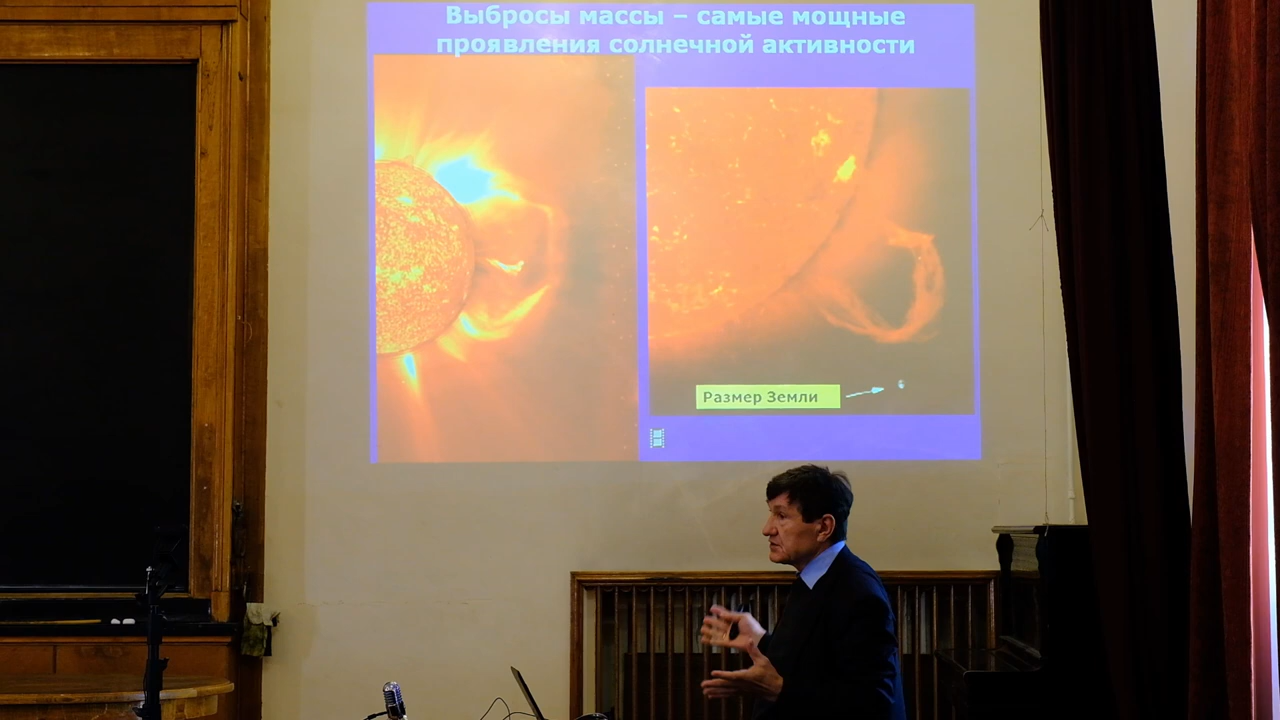 Выбросы массы – самые мощные
проявления солнечной активности
Размер Земли